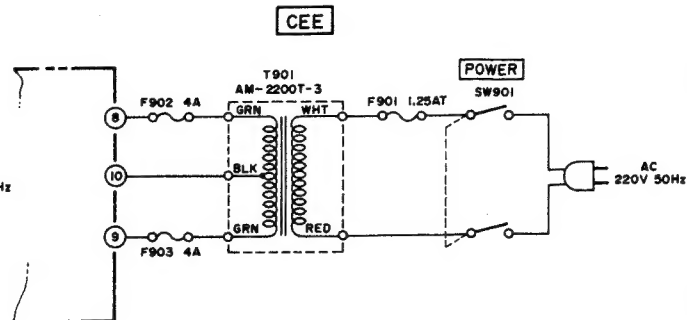 CEE
T901
AM-2200T-3
POWER
SW901
F902 4A
GRN
WHT
F901 1.25AT
8
BLK
10
AC
220V 50Hz
Hz
GRN
RED
9
F903 4A